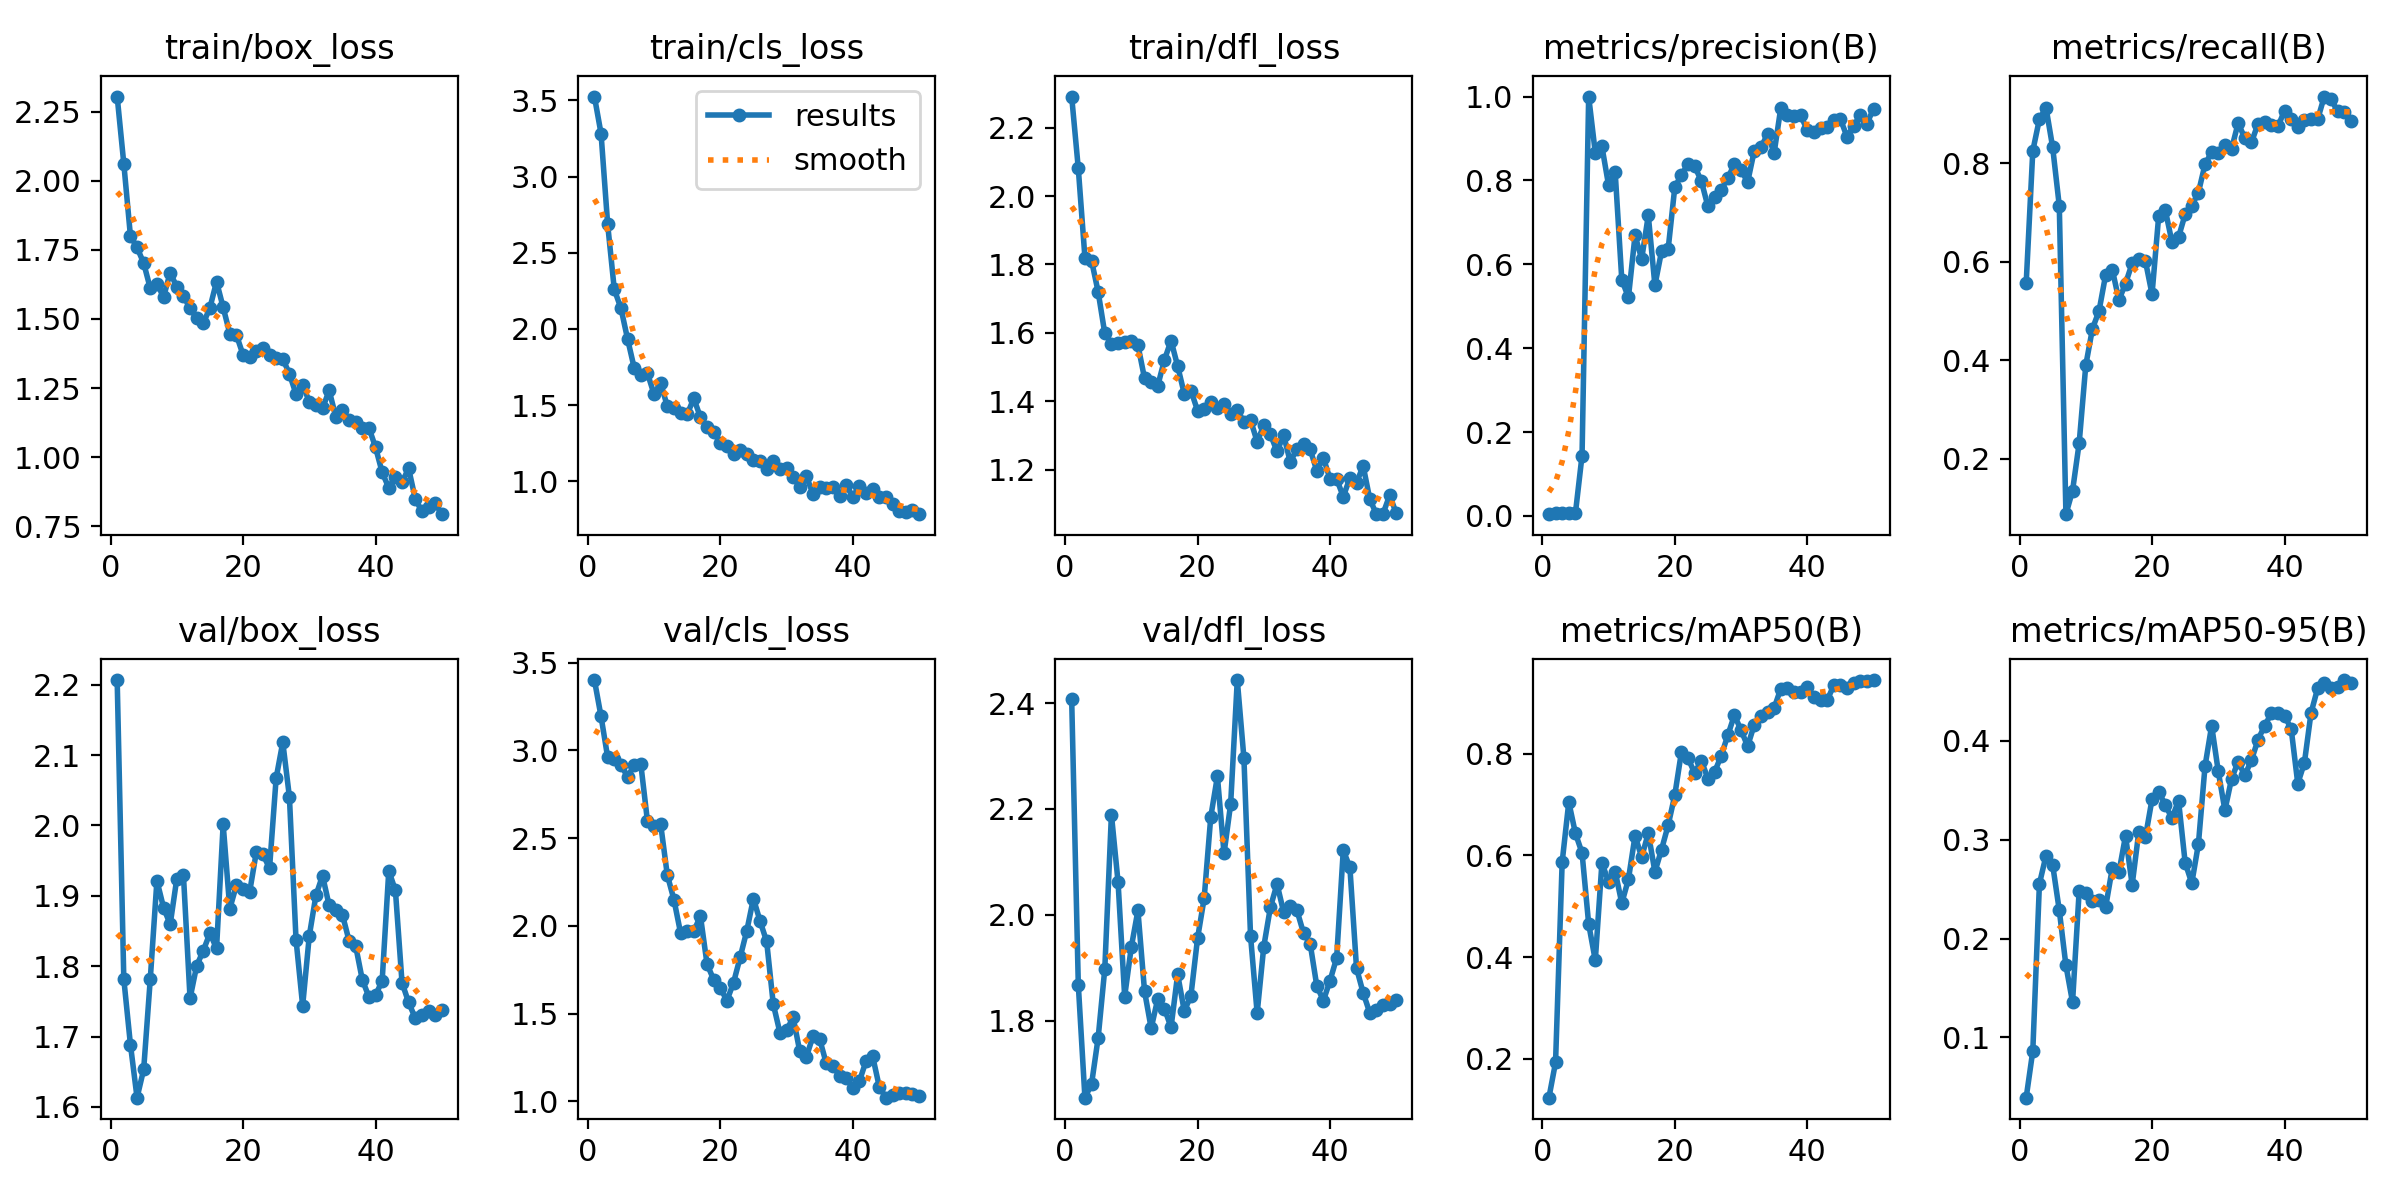 train/box_loss
2.25
2.00
1.75
1.50
1.25
1.00
0.75
0 20 40
train/cls_loss
results
smooth
3.5
3.0
2.5
2.0
1.5
1.0
0 20 40
train/dfl_loss
2.2
2.0
1.8
1.6
1.4
1.2
0 20 40
metrics/precision(B)
1.0
0.8
0.6
0.4
0.2
0.0
0 20 40
metrics/recall(B)
0.8
0.6
0.4
0.2
0 20 40
val/box_loss
2.2
2.1
2.0
1.9
1.8
1.7
1.6
0 20 40
val/cls_loss
3.5
3.0
2.5
2.0
1.5
1.0
0 20 40
val/dfl_loss
2.4
2.2
2.0
1.8
0 20 40
metrics/mAP50(B)
0.8
0.6
0.4
0.2
0 20 40
metrics/mAP50-95(B)
0.4
0.3
0.2
0.1
0 20 40